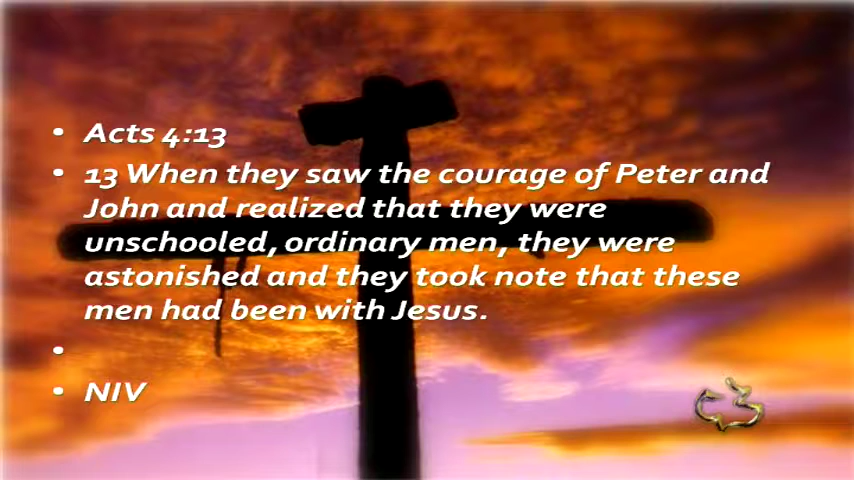 • Acts 4:13
• 13 When they saw the courage of Peter and
John and realized that they were
unschooled, ordinary men, they were
astonished and they took note that these
men had been with Jesus.
•
• NIV